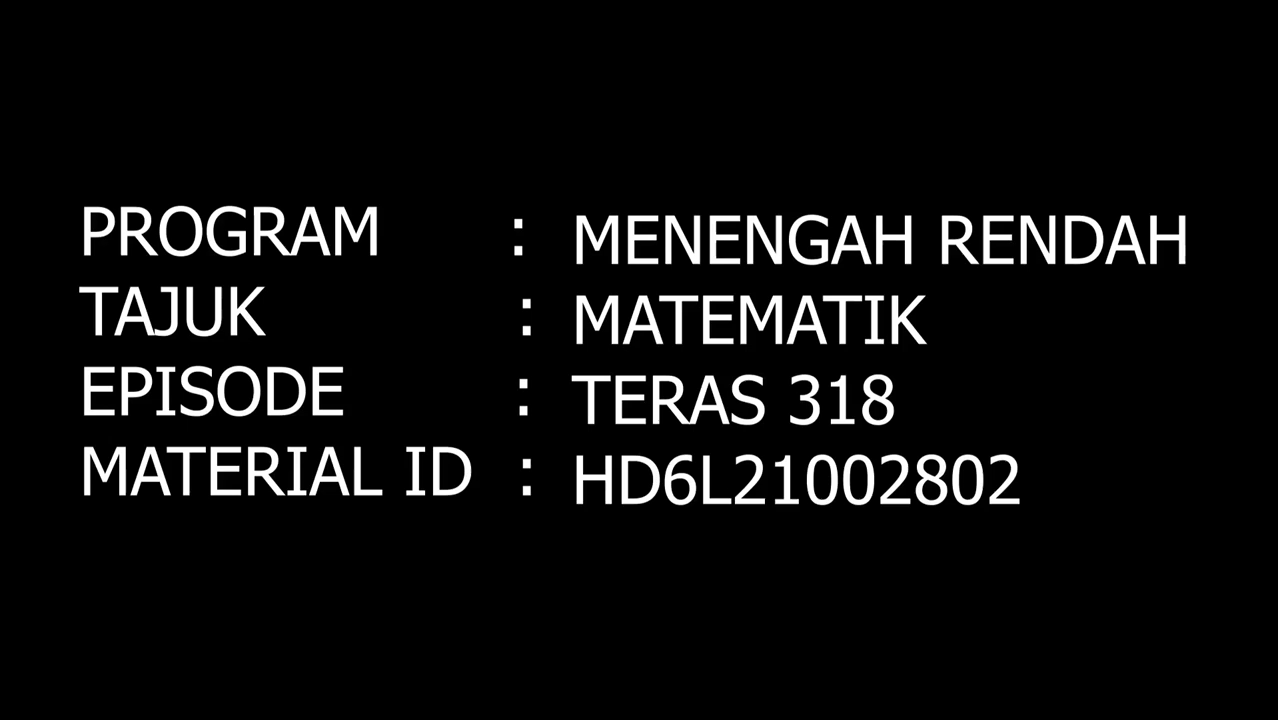 PROGRAM : MENENGAH RENDAH
TAJUK : MATEMATIK
EPISODE : TERAS 318
MATERIAL ID : HD6L21002802